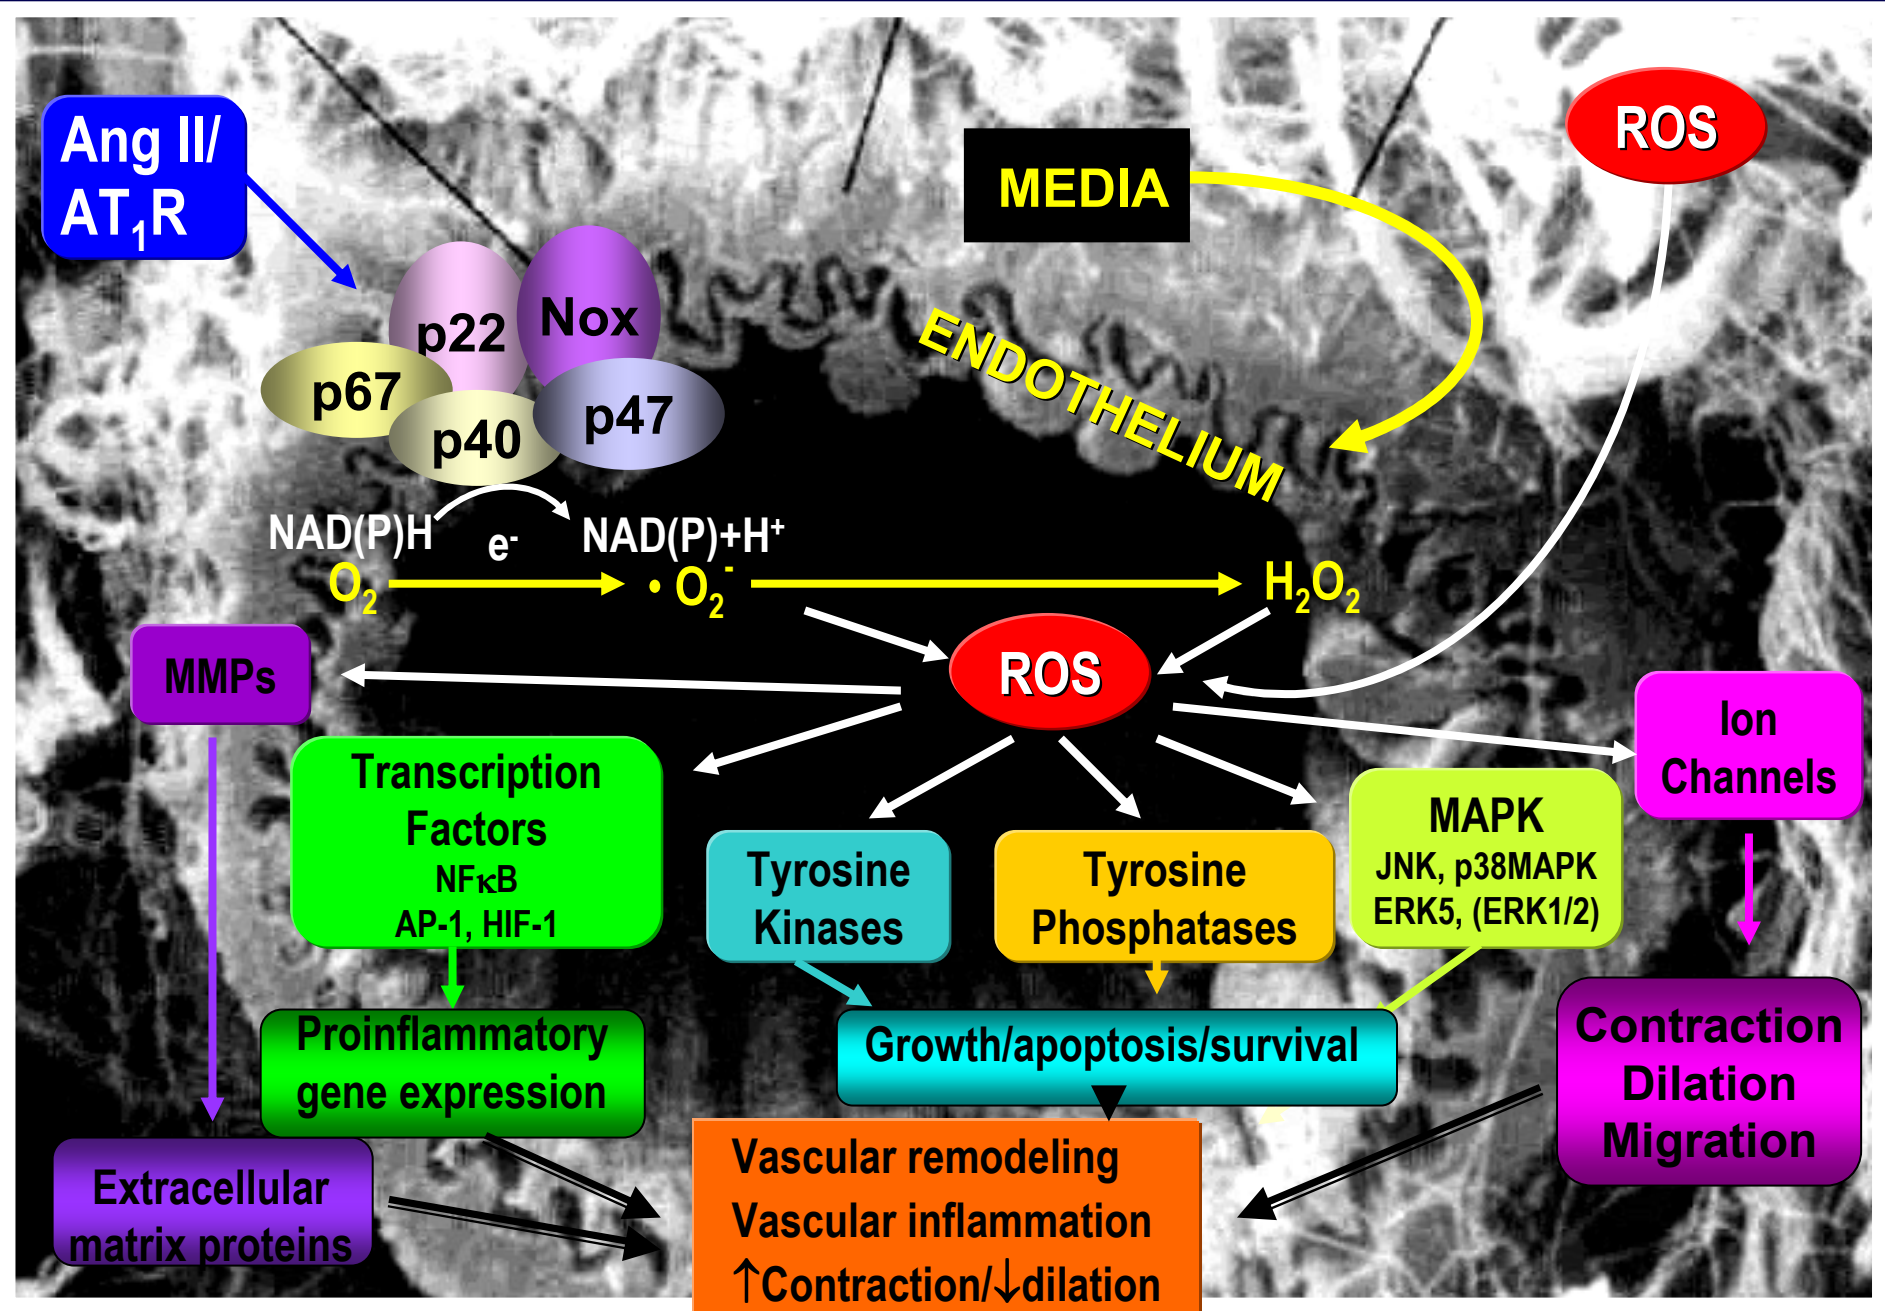 Ang II/
AT₁R
MEDIA
ROS
p22
Nox
p67
p40
p47
ENDOTHELIUM
NAD(P)H
e⁻
NAD(P)+H⁺
O₂
• O₂⁻
H₂O₂
MMPs
ROS
Ion
Channels
Transcription
Factors
NFκB
AP-1, HIF-1
Tyrosine
Kinases
Tyrosine
Phosphatases
MAPK
JNK, p38MAPK
ERK5, (ERK1/2)
Proinflammatory
gene expression
Growth/apoptosis/survival
Contraction
Dilation
Migration
Extracellular
matrix proteins
Vascular remodeling
Vascular inflammation
↑Contraction/↓dilation